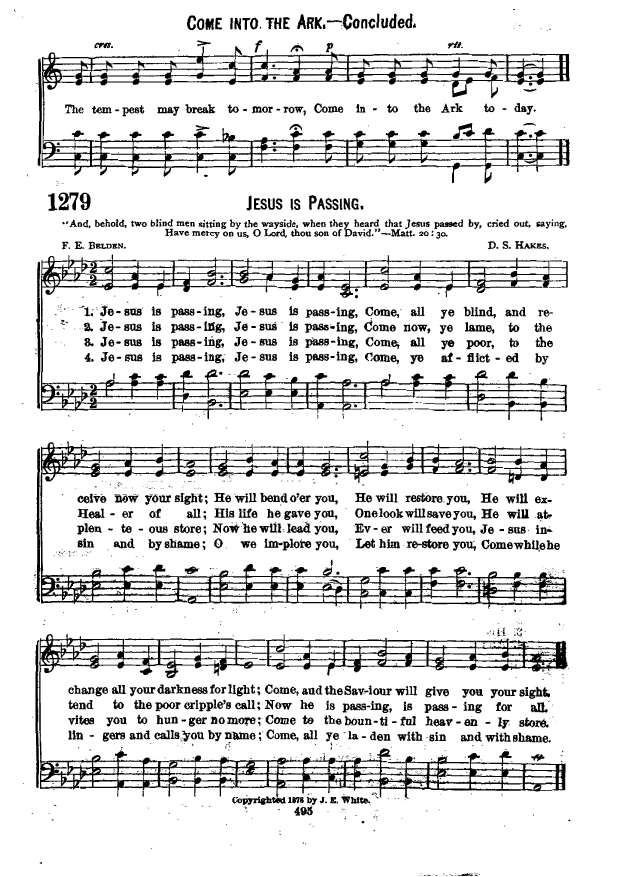 COME INTO THE ARK.—Concluded.
cres. f p rit.
The tem-pest may break to-mor-row, Come in-to the Ark to-day.
1279 JESUS IS PASSING.
"And, behold, two blind men sitting by the wayside, when they heard that Jesus passed by, cried out, saying,
Have mercy on us, O Lord, thou son of David."—Matt. 20:30.
F. E. BELDEN. D. S. HAKES.
1. Je-sus is pass-ing, Je-sus is pass-ing, Come, all ye blind, and re-
2. Je-sus is pass-ing, Je-sus is pass-ing, Come now, ye lame, to the
3. Je-sus is pass-ing, Je-sus is pass-ing, Come, all ye poor, to the
4. Je-sus is pass-ing, Je-sus is pass-ing, Come, ye af-flict-ed by
ceive now your sight; He will bend o'er you, He will restore you, He will ex-
Heal-er of all; His life he gave you, One look will save you, He will at-
plen-te-ous store; Now he will lead you, Ev-er will feed you, Je-sus in-
sin and by shame; O we im-plore you, Let him re-store you, Come while he
change all your darkness for light; Come, and the Sav-iour will give you your sight.
tend to the poor cripple's call; Now he is pass-ing, is pass-ing for all.
vites you to hun-ger no more; Come to the boun-ti-ful heav-en-ly store.
lin-gers and calls you by name; Come, all ye la-den with sin and with shame.
Copyrighted 1878 by J. E. White.
495